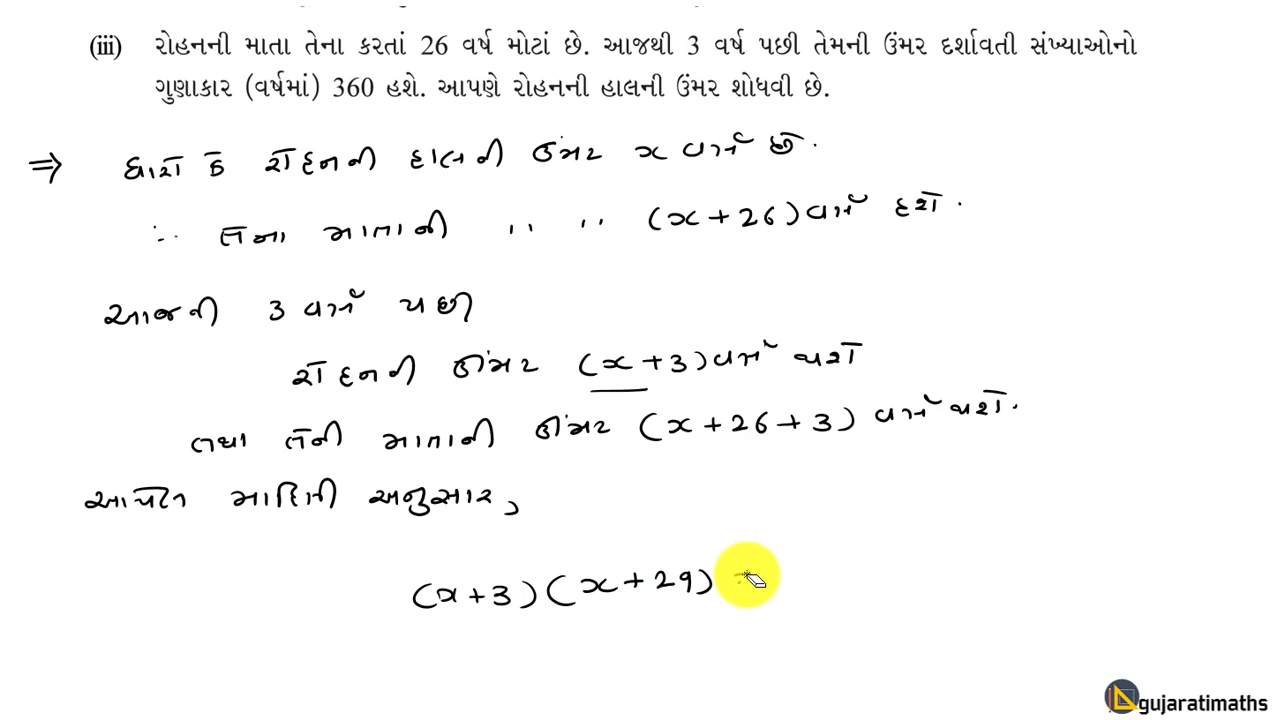 (iii) રોહનની માતા તેના કરતાં 26 વર્ષ મોટાં છે. આજથી 3 વર્ષ પછી તેમની ઉંમર દર્શાવતી સંખ્યાઓનો
ગુણાકાર (વર્ષમાં) 360 હશે. આપણે રોહનની હાલની ઉંમર શોધવી છે.
⇒ ધારો કે રોહનની હાલની ઉંમર x વર્ષ છે.
∴ તેના માતાની ,, ,, (x + 26) વર્ષ હશે.
આજની 3 વર્ષ પછી
રોહનની ઉંમર (x + 3) વર્ષ થશે
તથા તેની માતાની ઉંમર (x + 26 + 3) વર્ષ થશે.
આપેલ માહિતી અનુસાર,
(x + 3) (x + 29)
gujaratimaths